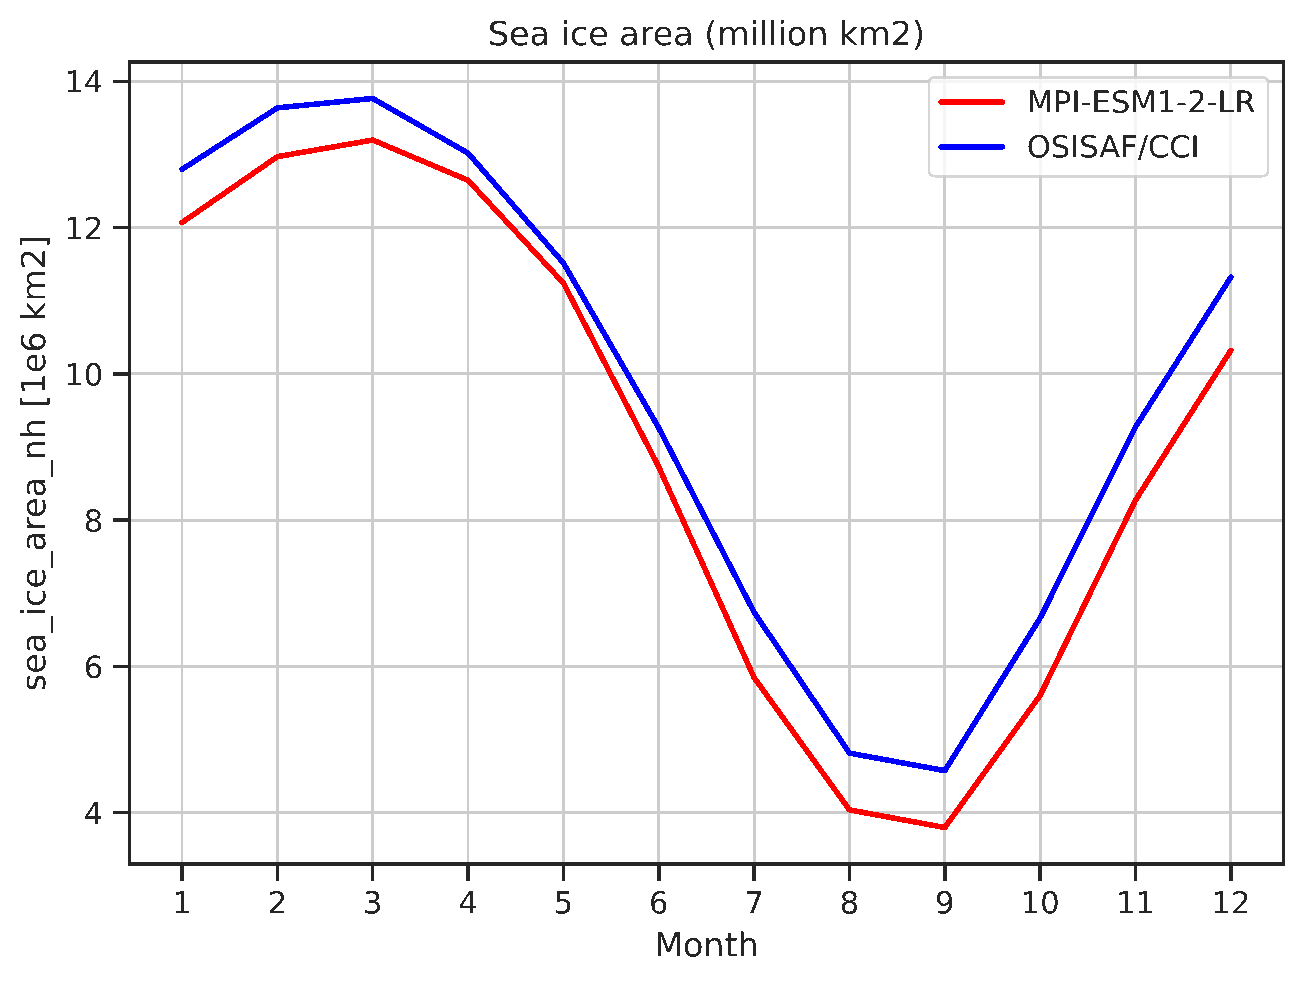 Sea ice area (million km2)
MPI-ESM1-2-LR
OSISAF/CCI
sea_ice_area_nh [1e6 km2]
14
12
10
8
6
4
1 2 3 4 5 6 7 8 9 10 11 12
Month